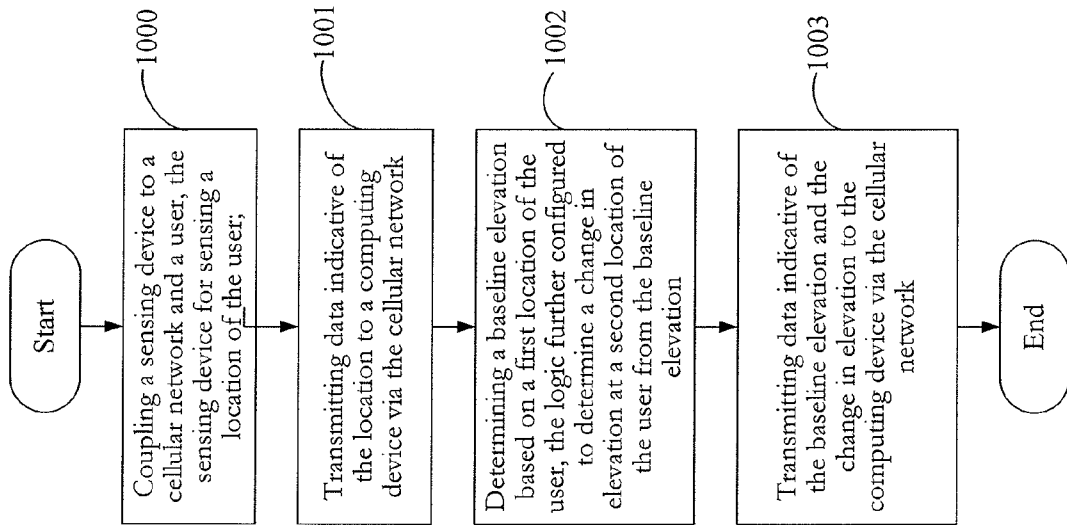 Start
Coupling a sensing device to a
cellular network and a user, the
sensing device for sensing a
location of the user;
1000
Transmitting data indicative of
the location to a computing
device via the cellular network
1001
Determining a baseline elevation
based on a first location of the
user, the logic further configured
to determine a change in
elevation at a second location of
the user from the baseline
elevation
1002
Transmitting data indicative of
the baseline elevation and the
change in elevation to the
computing device via the cellular
network
1003
End